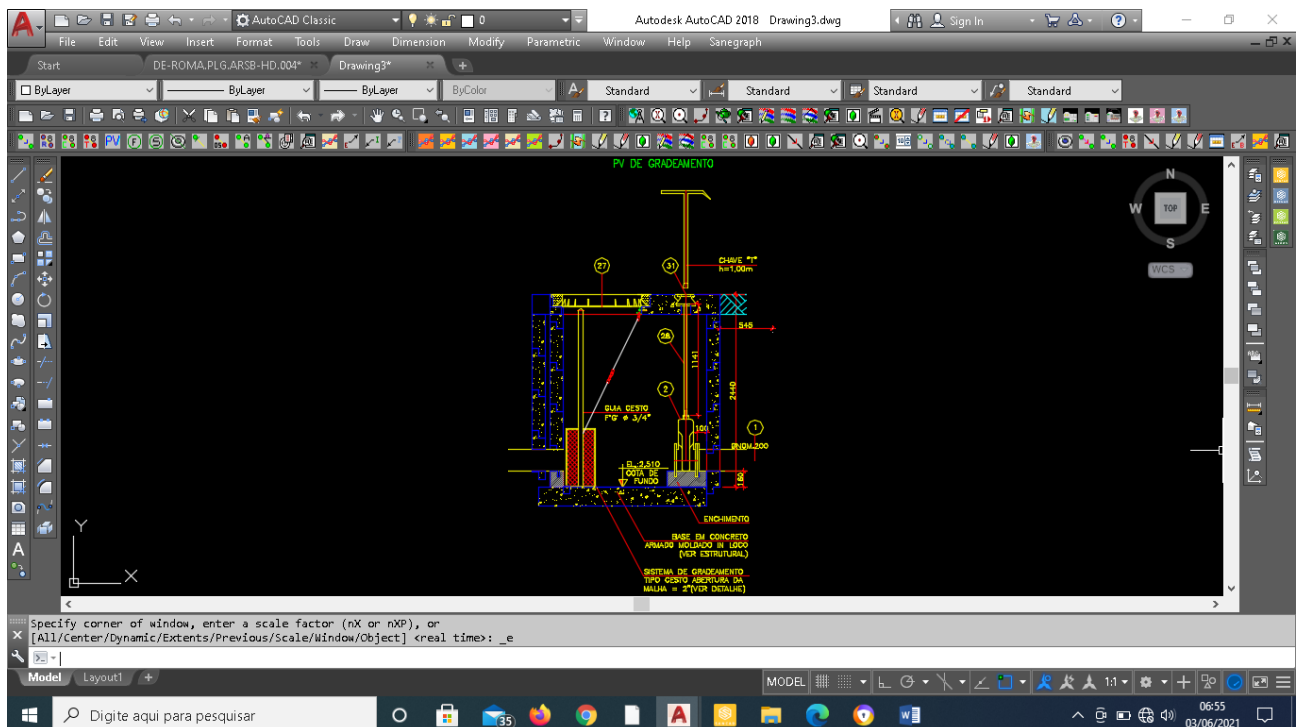 AutoCAD Classic
0
Autodesk AutoCAD 2018 Drawing3.dwg
Sign In
File Edit View Insert Format Tools Draw Dimension Modify Parametric Window Help Sanegraph
Start
DE-ROMA.PLG.ARSB-HD.004*
Drawing3*
ByLayer
ByLayer
ByLayer
ByColor
Standard
Standard
Standard
Standard
PV
PV DE GRADEAMENTO
N
W
TOP
E
S
WCS
CHAVE "T"
h=1,00m
27
31
545
28
1141
2440
2
GUIA CESTO
F°G° ø 3/4"
100
1
DNOM.200
EL.-2,510
COTA DE
FUNDO
160
ENCHIMENTO
BASE EM CONCRETO
ARMADO MOLDADO IN LOCO
(VER ESTRUTURAL)
SISTEMA DE GRADEAMENTO
TIPO CESTO ABERTURA DA
MALHA = 2"(VER DETALHE)
Y
X
A
Specify corner of window, enter a scale factor (nX or nXP), or
[All/Center/Dynamic/Extents/Previous/Scale/Window/Object] <real time>: _e
Model
Layout1
MODEL
1:1
Digite aqui para pesquisar
35
06:55
03/06/2021